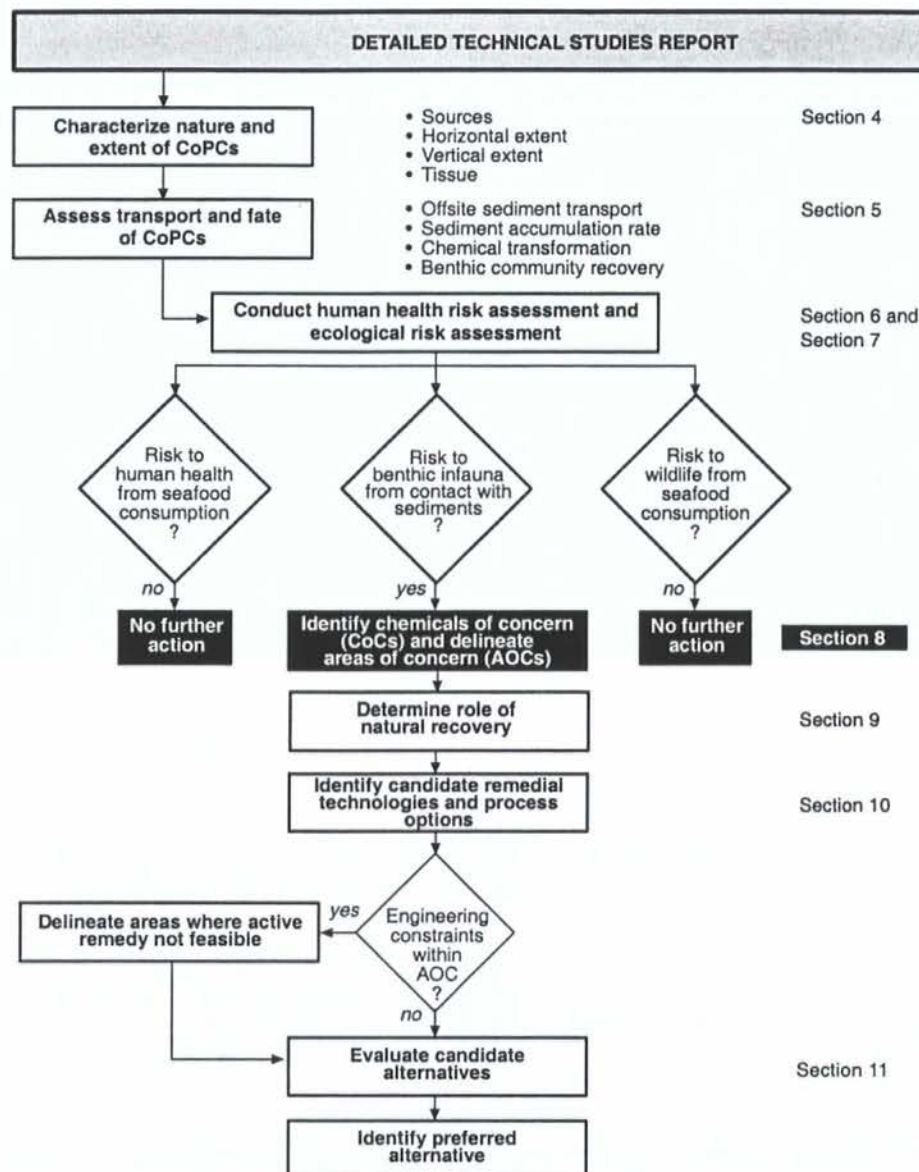 DETAILED TECHNICAL STUDIES REPORT
Characterize nature and
extent of CoPCs
• Sources
• Horizontal extent
• Vertical extent
• Tissue
Section 4
Assess transport and fate
of CoPCs
• Offsite sediment transport
• Sediment accumulation rate
• Chemical transformation
• Benthic community recovery
Section 5
Conduct human health risk assessment and
ecological risk assessment
Section 6 and
Section 7
Risk to
human health
from seafood
consumption
?
Risk to
benthic infauna
from contact with
sediments
?
Risk to
wildlife from
seafood
consumption
?
no
yes
no
No further
action
Identify chemicals of concern
(CoCs) and delineate
areas of concern (AOCs)
No further
action
Section 8
Determine role of
natural recovery
Section 9
Identify candidate remedial
technologies and process
options
Section 10
Engineering
constraints
within
AOC
?
yes
Delineate areas where active
remedy not feasible
no
Evaluate candidate
alternatives
Section 11
Identify preferred
alternative